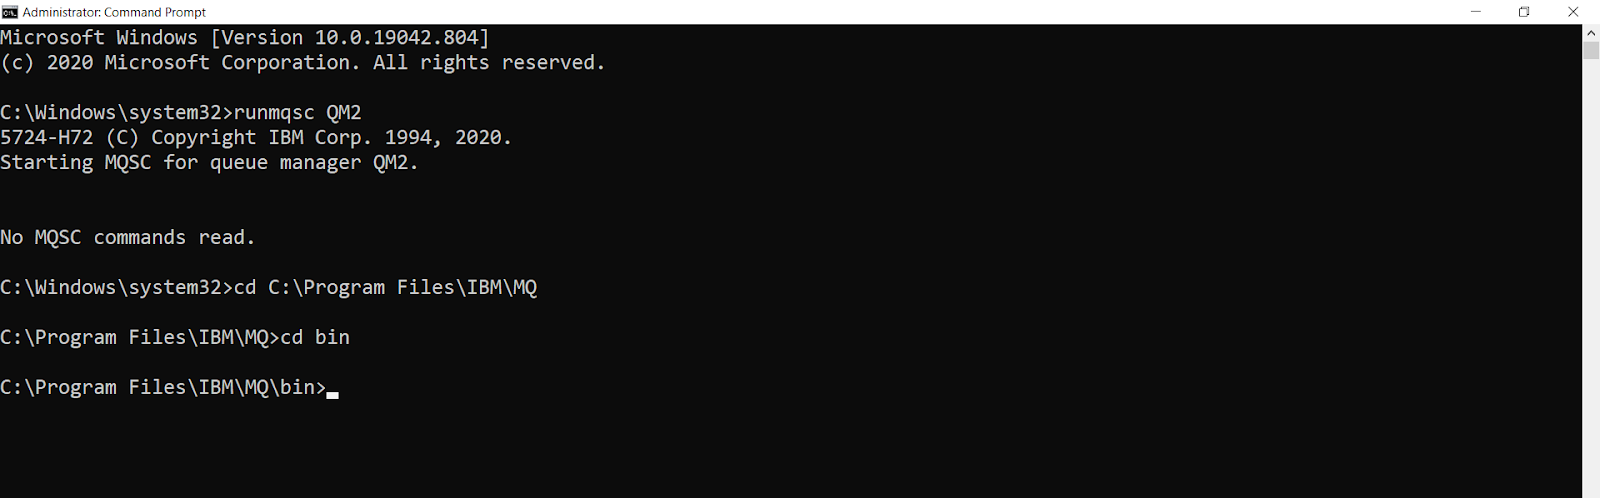 Administrator: Command Prompt
Microsoft Windows [Version 10.0.19042.804]
(c) 2020 Microsoft Corporation. All rights reserved.
C:\Windows\system32>runmqsc QM2
5724-H72 (C) Copyright IBM Corp. 1994, 2020.
Starting MQSC for queue manager QM2.
No MQSC commands read.
C:\Windows\system32>cd C:\Program Files\IBM\MQ
C:\Program Files\IBM\MQ>cd bin
C:\Program Files\IBM\MQ\bin>